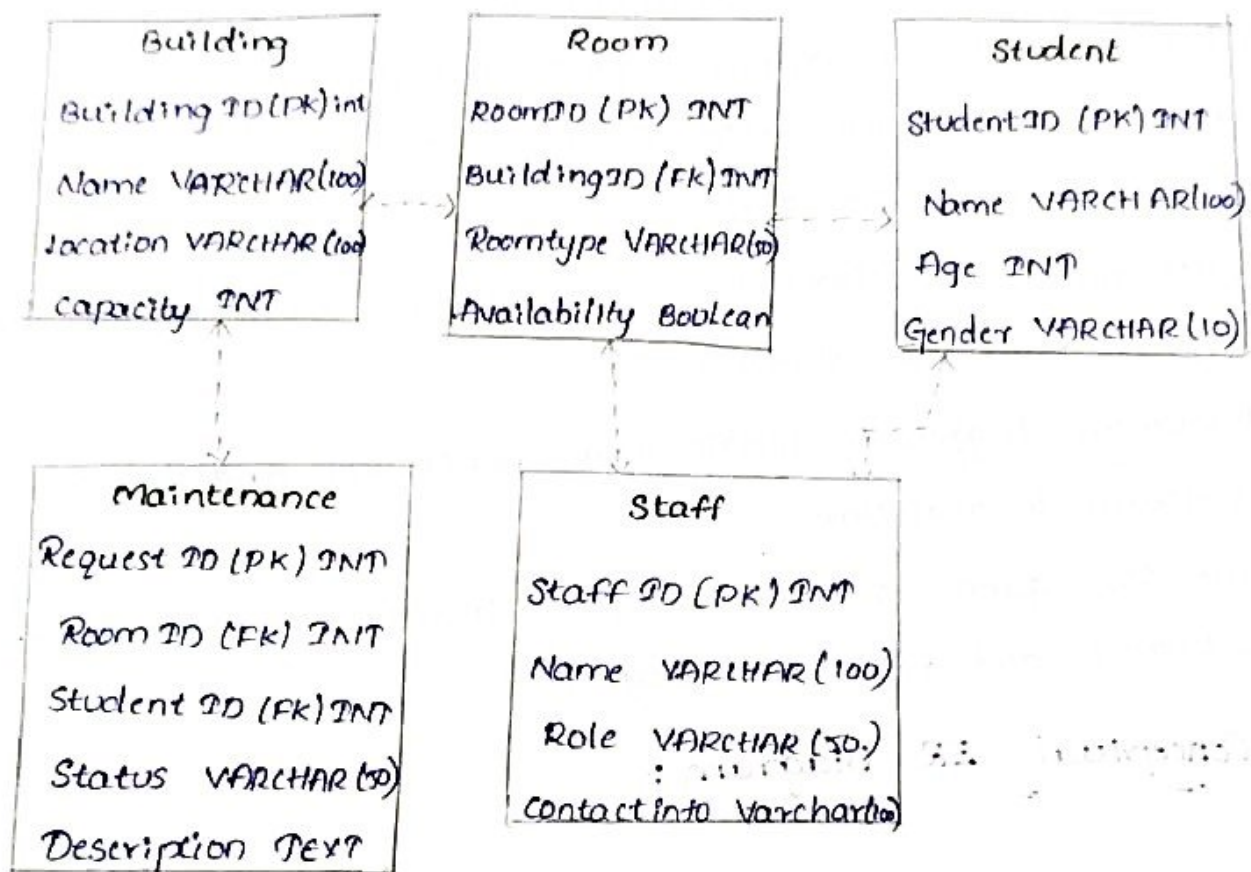 Building
Building ID (PK) int
Name VARCHAR(100)
location VARCHAR(100)
capacity INT
Room
RoomID (PK) INT
BuildingID (FK) INT
Roomtype VARCHAR(50)
Availability Boolean
Student
StudentID (PK) INT
Name VARCHAR(100)
Age INT
Gender VARCHAR(10)
Maintenance
Request ID (PK) INT
Room ID (FK) INT
Student ID (FK) INT
Status VARCHAR(50)
Description TEXT
Staff
Staff ID (PK) INT
Name VARCHAR(100)
Role VARCHAR(50.)
Contact info Varchar(100)